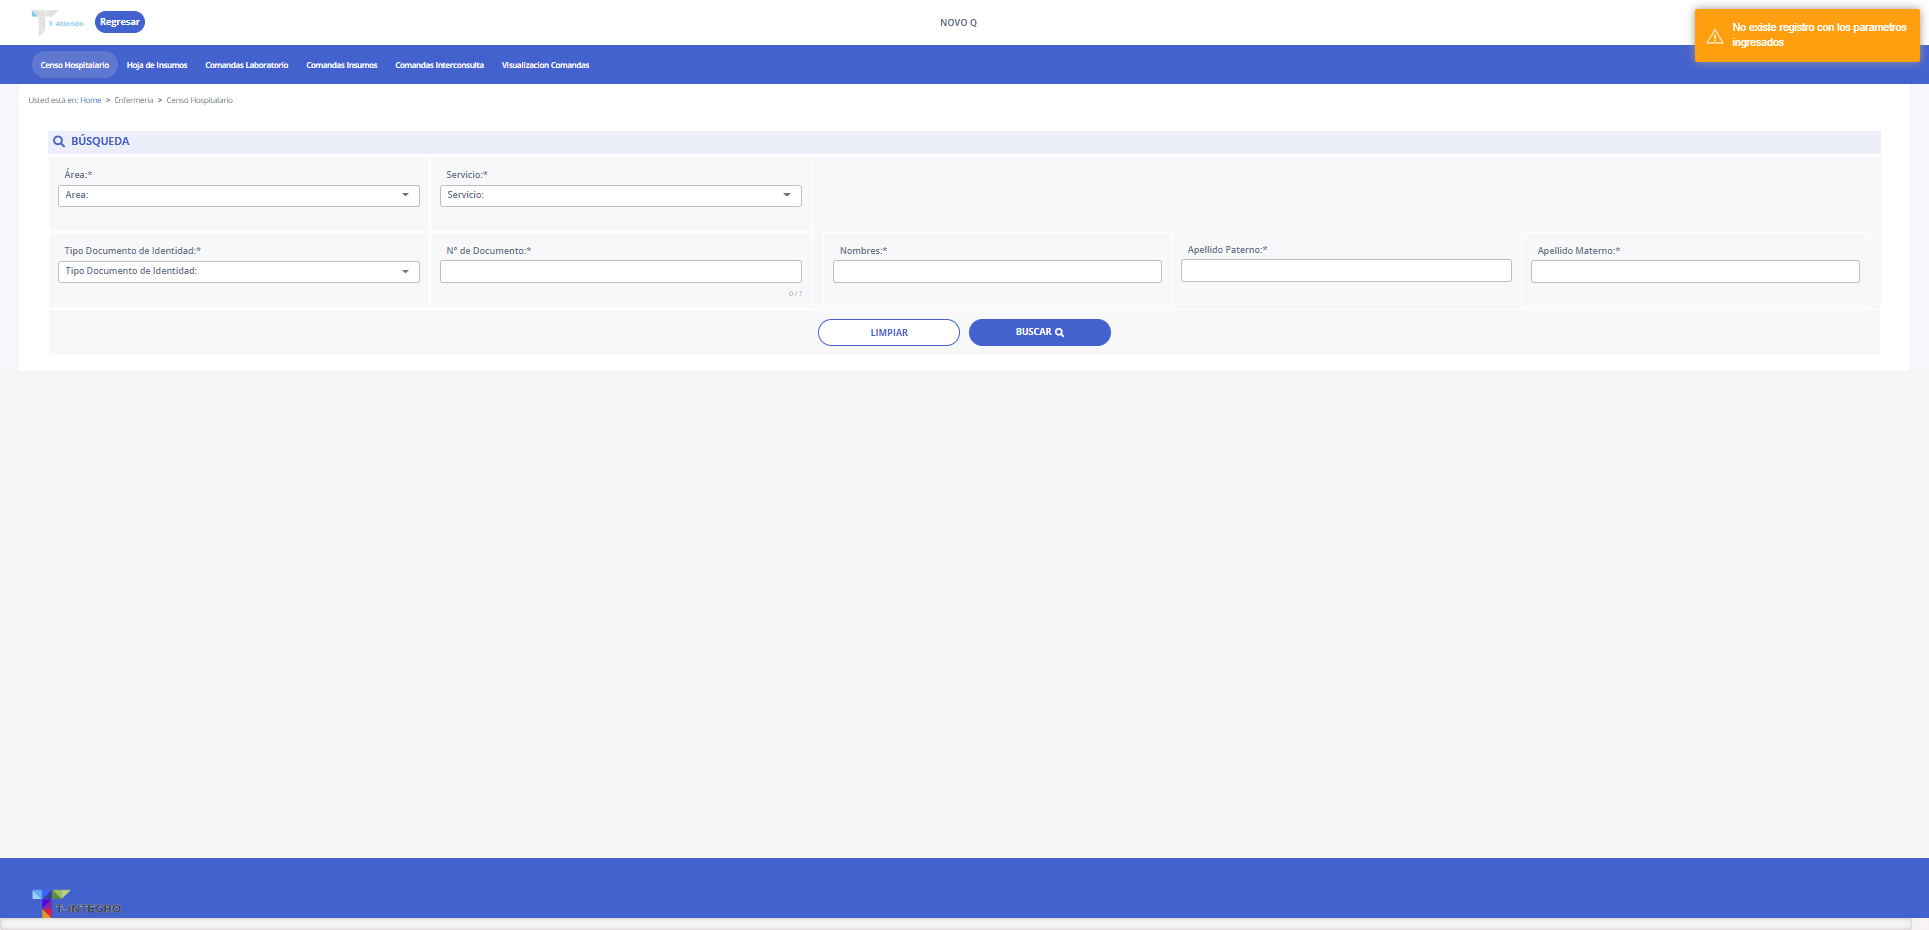 T-Atiendo
Regresar
NOVO Q
No existe registro con los parametros
ingresados
Censo Hospitalario
Hoja de Insumos
Comandas Laboratorio
Comandas Insumos
Comandas Interconsulta
Visualizacion Comandas
Usted está en: Home > Enfermeria > Censo Hospitalario
BÚSQUEDA
Área:*
Area:
Servicio:*
Servicio:
Tipo Documento de Identidad:*
Tipo Documento de Identidad:
N° de Documento:*
0 / 7
Nombres:*
Apellido Paterno:*
Apellido Materno:*
LIMPIAR
BUSCAR
T-INTEGRO